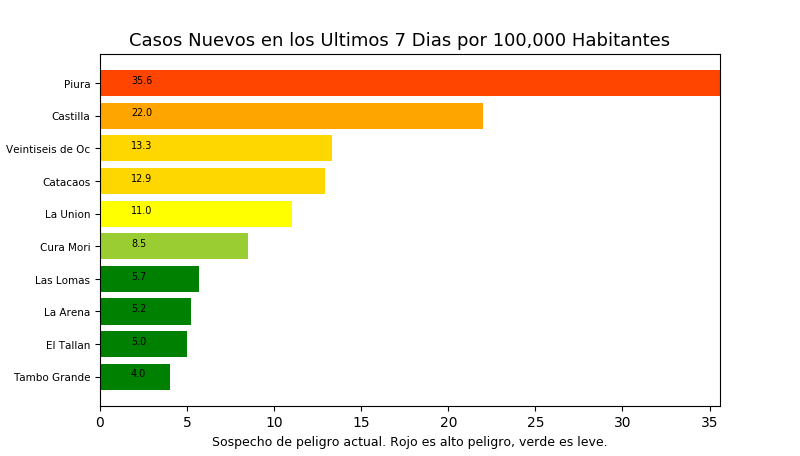 Casos Nuevos en los Ultimos 7 Dias por 100,000 Habitantes
Piura 35.6
Castilla 22.0
Veintiseis de Oc 13.3
Catacaos 12.9
La Union 11.0
Cura Mori 8.5
Las Lomas 5.7
La Arena 5.2
El Tallan 5.0
Tambo Grande 4.0
0 5 10 15 20 25 30 35
Sospecho de peligro actual. Rojo es alto peligro, verde es leve.